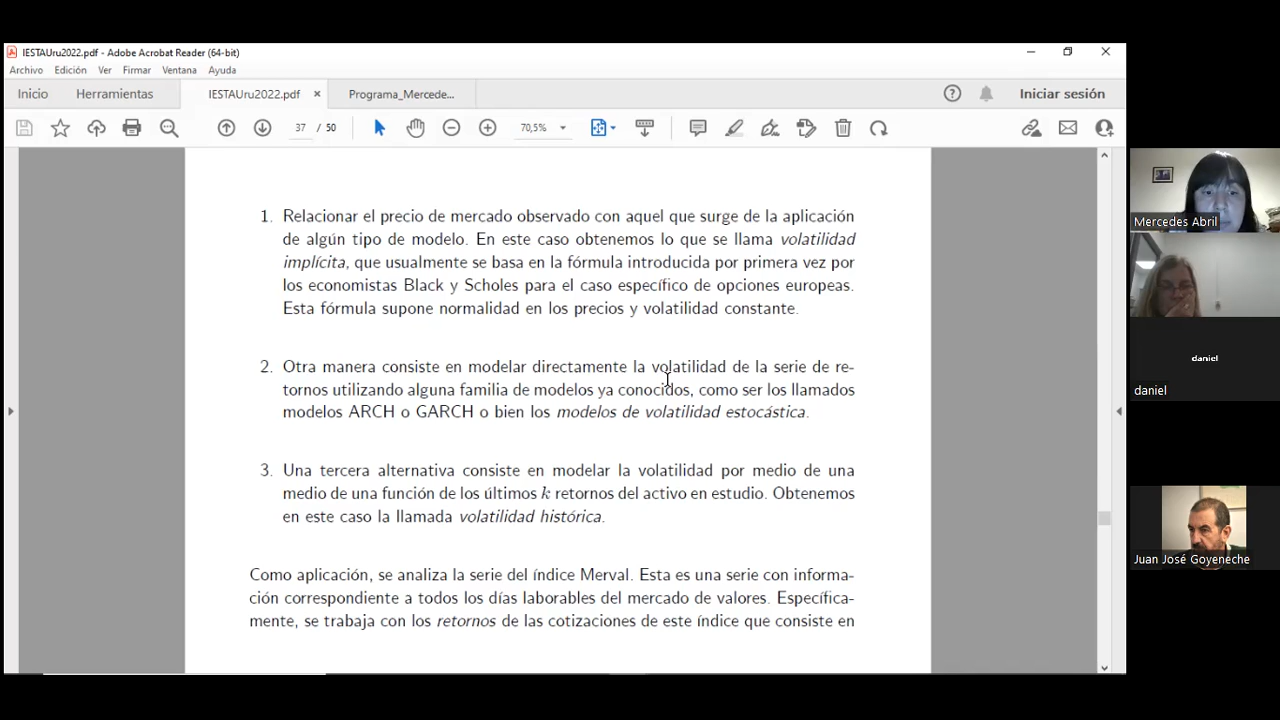 IESTAUru2022.pdf - Adobe Acrobat Reader (64-bit)
Archivo Edición Ver Firmar Ventana Ayuda
Inicio Herramientas IESTAUru2022.pdf × Programa_Mercede... Iniciar sesión
37 / 50 70,5%
1. Relacionar el precio de mercado observado con aquel que surge de la aplicación
de algún tipo de modelo. En este caso obtenemos lo que se llama volatilidad
implícita, que usualmente se basa en la fórmula introducida por primera vez por
los economistas Black y Scholes para el caso específico de opciones europeas.
Esta fórmula supone normalidad en los precios y volatilidad constante.
2. Otra manera consiste en modelar directamente la volatilidad de la serie de re-
tornos utilizando alguna familia de modelos ya conocidos, como ser los llamados
modelos ARCH o GARCH o bien los modelos de volatilidad estocástica.
3. Una tercera alternativa consiste en modelar la volatilidad por medio de una
medio de una función de los últimos k retornos del activo en estudio. Obtenemos
en este caso la llamada volatilidad histórica.
Como aplicación, se analiza la serie del índice Merval. Esta es una serie con informa-
ción correspondiente a todos los días laborables del mercado de valores. Específica-
mente, se trabaja con los retornos de las cotizaciones de este índice que consiste en
Mercedes Abril
daniel
daniel
Juan José Goyeneche